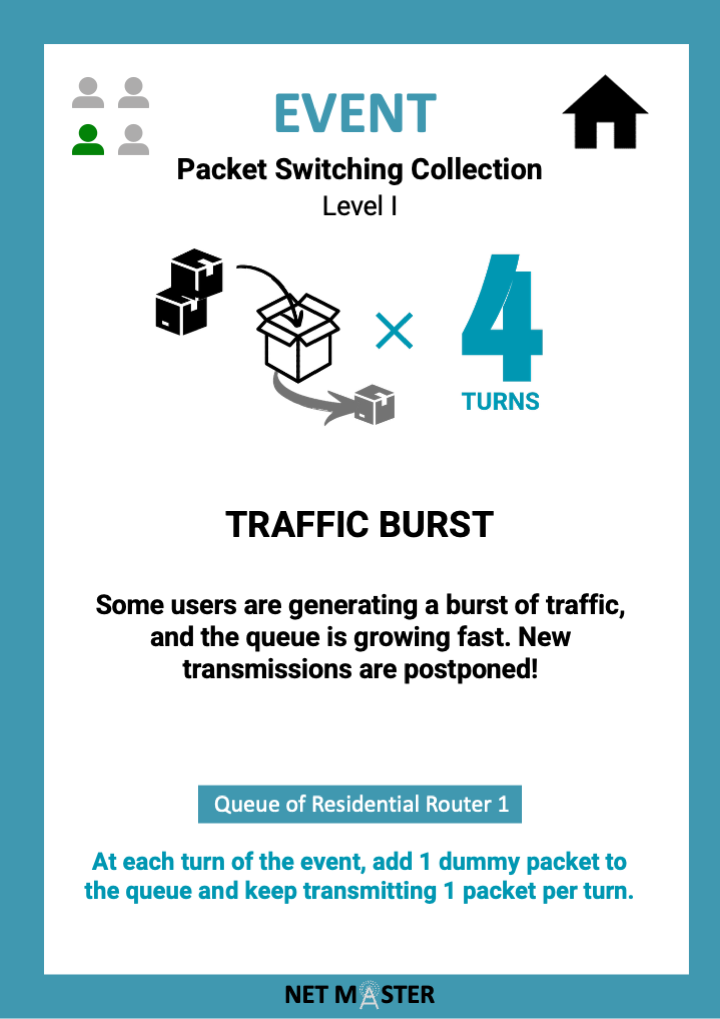 EVENT
Packet Switching Collection
Level I
× 4
TURNS
TRAFFIC BURST
Some users are generating a burst of traffic,
and the queue is growing fast. New
transmissions are postponed!
Queue of Residential Router 1
At each turn of the event, add 1 dummy packet to
the queue and keep transmitting 1 packet per turn.
NET MASTER